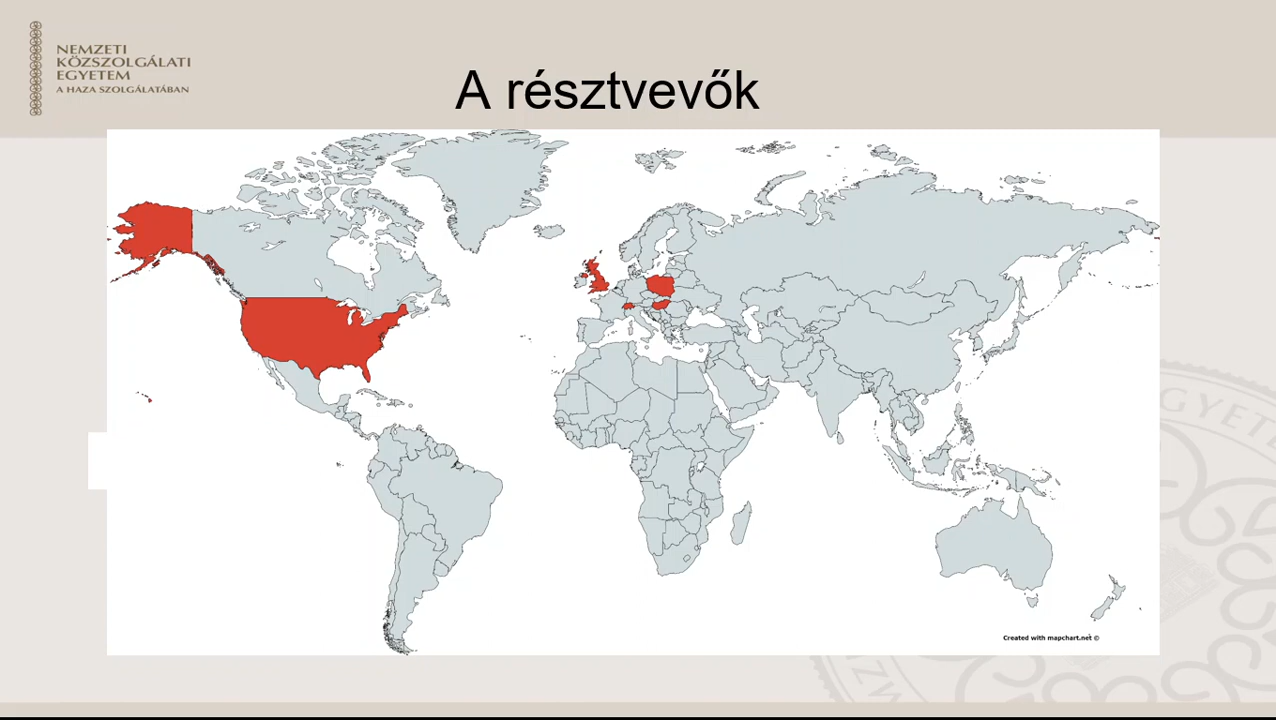 NEMZETI
KÖZSZOLGÁLATI
EGYETEM
A HAZA SZOLGÁLATÁBAN
A résztvevők
Created with mapchart.net ©